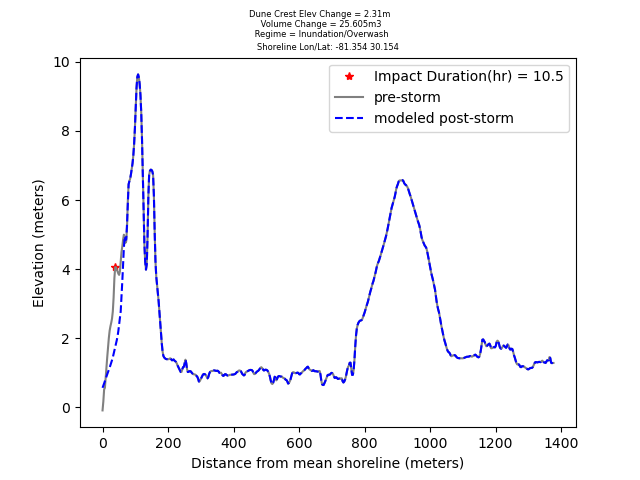 Dune Crest Elev Change = 2.31m
Volume Change = 25.605m3
Regime = Inundation/Overwash
Shoreline Lon/Lat: -81.354 30.154
Impact Duration(hr) = 10.5
pre-storm
modeled post-storm
Elevation (meters)
10
8
6
4
2
0
0 200 400 600 800 1000 1200 1400
Distance from mean shoreline (meters)